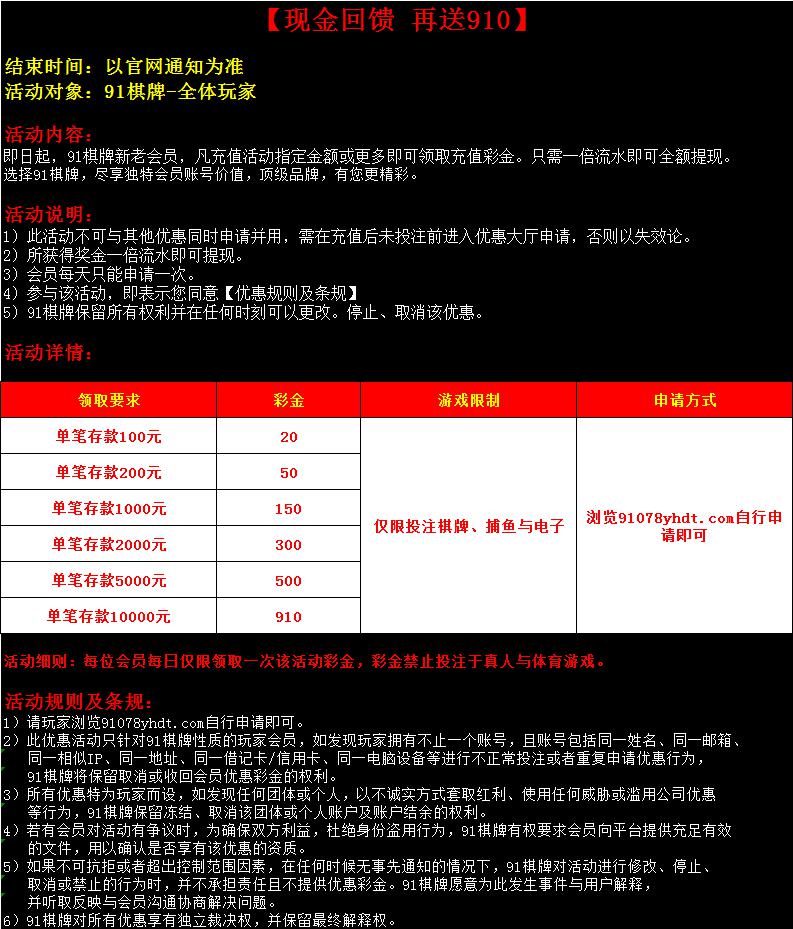 【现金回馈 再送910】
结束时间：以官网通知为准
活动对象：91棋牌-全体玩家
活动内容：
即日起，91棋牌新老会员，凡充值活动指定金额或更多即可领取充值彩金。只需一倍流水即可全额提现。
选择91棋牌，尽享独特会员账号价值，顶级品牌，有您更精彩。
活动说明：
1）此活动不可与其他优惠同时申请并用，需在充值后未投注前进入优惠大厅申请，否则以失效论。
2）所获得奖金一倍流水即可提现。
3）会员每天只能申请一次。
4）参与该活动，即表示您同意【优惠规则及条规】
5）91棋牌保留所有权利并在任何时刻可以更改。停止、取消该优惠。
活动详情：
领取要求 彩金 游戏限制 申请方式
单笔存款100元 20
单笔存款200元 50
单笔存款1000元 150
单笔存款2000元 300
单笔存款5000元 500
单笔存款10000元 910
仅限投注棋牌、捕鱼与电子
浏览91078yhdt.com自行申
请即可
活动细则：每位会员每日仅限领取一次该活动彩金，彩金禁止投注于真人与体育游戏。
活动规则及条规：
1）请玩家浏览91078yhdt.com自行申请即可。
2）此优惠活动只针对91棋牌性质的玩家会员，如发现玩家拥有不止一个账号，且账号包括同一姓名、同一邮箱、
同一相似IP、同一地址、同一借记卡/信用卡、同一电脑设备等进行不正常投注或者重复申请优惠行为，
91棋牌将保留取消或收回会员优惠彩金的权利。
3）所有优惠特为玩家而设，如发现任何团体或个人，以不诚实方式套取红利、使用任何威胁或滥用公司优惠
等行为，91棋牌保留冻结、取消该团体或个人账户及账户结余的权利。
4）若有会员对活动有争议时，为确保双方利益，杜绝身份盗用行为，91棋牌有权要求会员向平台提供充足有效
的文件，用以确认是否享有该优惠的资质。
5）如果不可抗拒或者超出控制范围因素，在任何时候无事先通知的情况下，91棋牌对活动进行修改、停止、
取消或禁止的行为时，并不承担责任且不提供优惠彩金。91棋牌愿意为此发生事件与用户解释，
并听取反映与会员沟通协商解决问题。
6）91棋牌对所有优惠享有独立裁决权，并保留最终解释权。